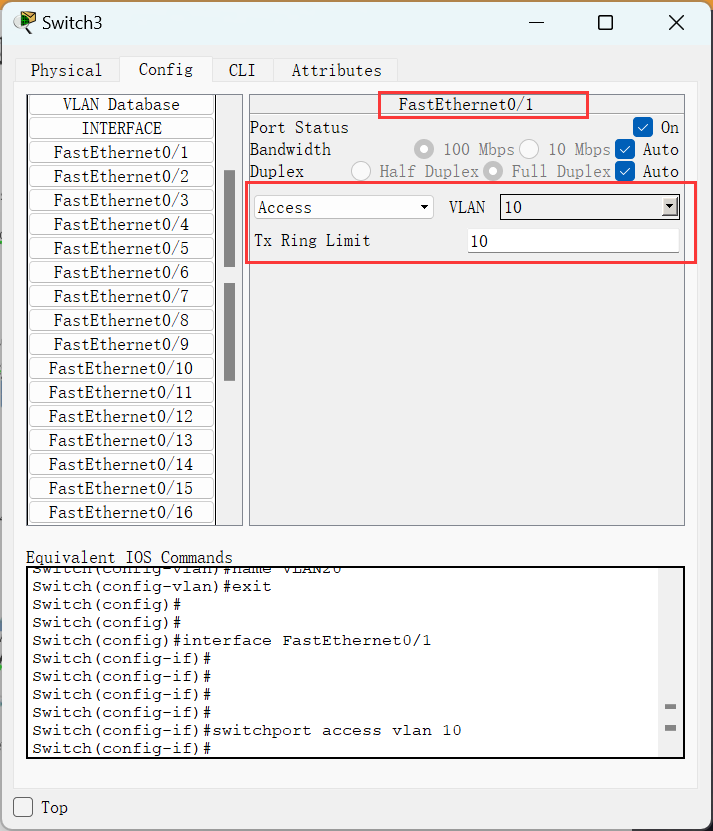 Switch3
Physical Config CLI Attributes
VLAN Database
INTERFACE
FastEthernet0/1
FastEthernet0/2
FastEthernet0/3
FastEthernet0/4
FastEthernet0/5
FastEthernet0/6
FastEthernet0/7
FastEthernet0/8
FastEthernet0/9
FastEthernet0/10
FastEthernet0/11
FastEthernet0/12
FastEthernet0/13
FastEthernet0/14
FastEthernet0/15
FastEthernet0/16
FastEthernet0/1
Port Status On
Bandwidth 100 Mbps 10 Mbps Auto
Duplex Half Duplex Full Duplex Auto
Access VLAN 10
Tx Ring Limit 10
Equivalent IOS Commands
Switch(config-vlan)#name VLAN20
Switch(config-vlan)#exit
Switch(config)#
Switch(config)#
Switch(config)#interface FastEthernet0/1
Switch(config-if)#
Switch(config-if)#
Switch(config-if)#
Switch(config-if)#
Switch(config-if)#switchport access vlan 10
Switch(config-if)#
Top